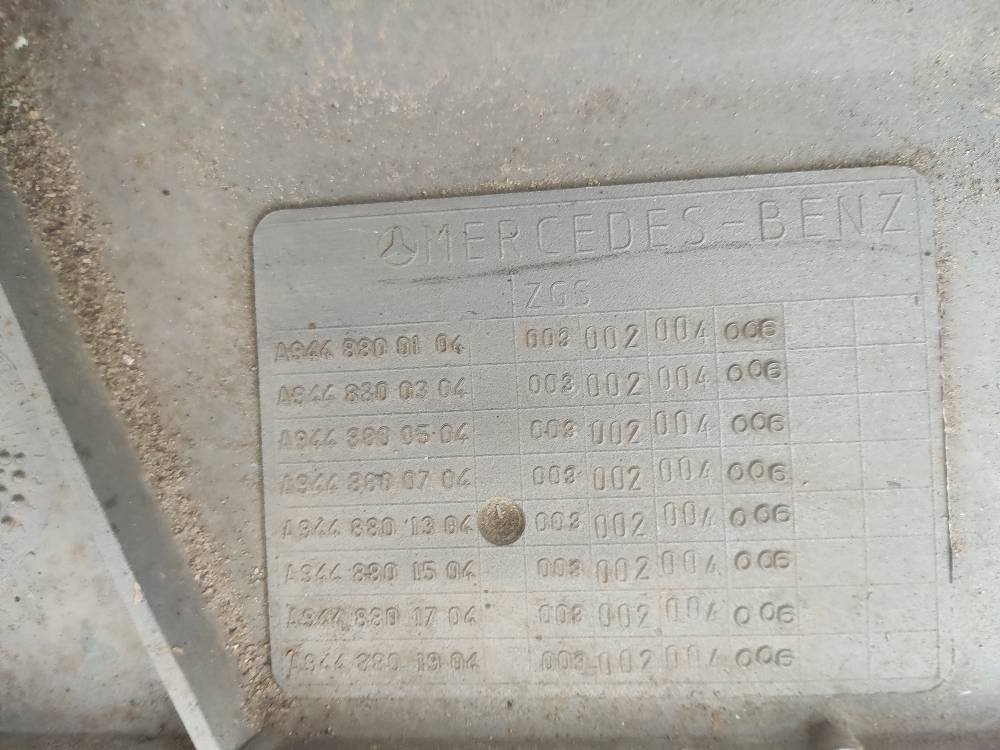 MERCEDES-BENZ
ZGS
A944 880 01 04 003 002 004 006
A944 880 03 04 003 002 004 006
A944 880 05 04 003 002 004 006
A944 880 07 04 003 002 004 006
A944 880 13 04 003 002 004 006
A944 880 15 04 003 002 004 006
A944 880 17 04 003 002 004 006
A944 880 19 04 003 002 004 006